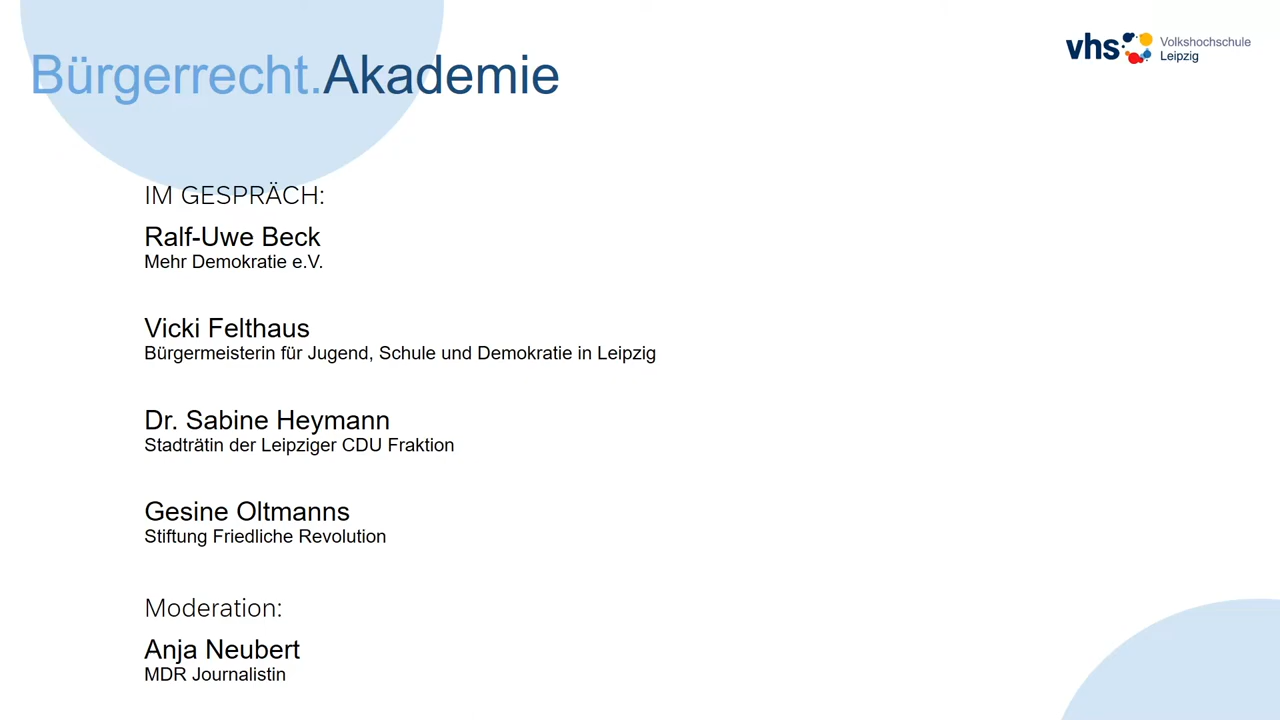 Bürgerrecht.Akademie
vhs Volkshochschule
Leipzig
IM GESPRÄCH:
Ralf-Uwe Beck
Mehr Demokratie e.V.
Vicki Felthaus
Bürgermeisterin für Jugend, Schule und Demokratie in Leipzig
Dr. Sabine Heymann
Stadträtin der Leipziger CDU Fraktion
Gesine Oltmanns
Stiftung Friedliche Revolution
Moderation:
Anja Neubert
MDR Journalistin